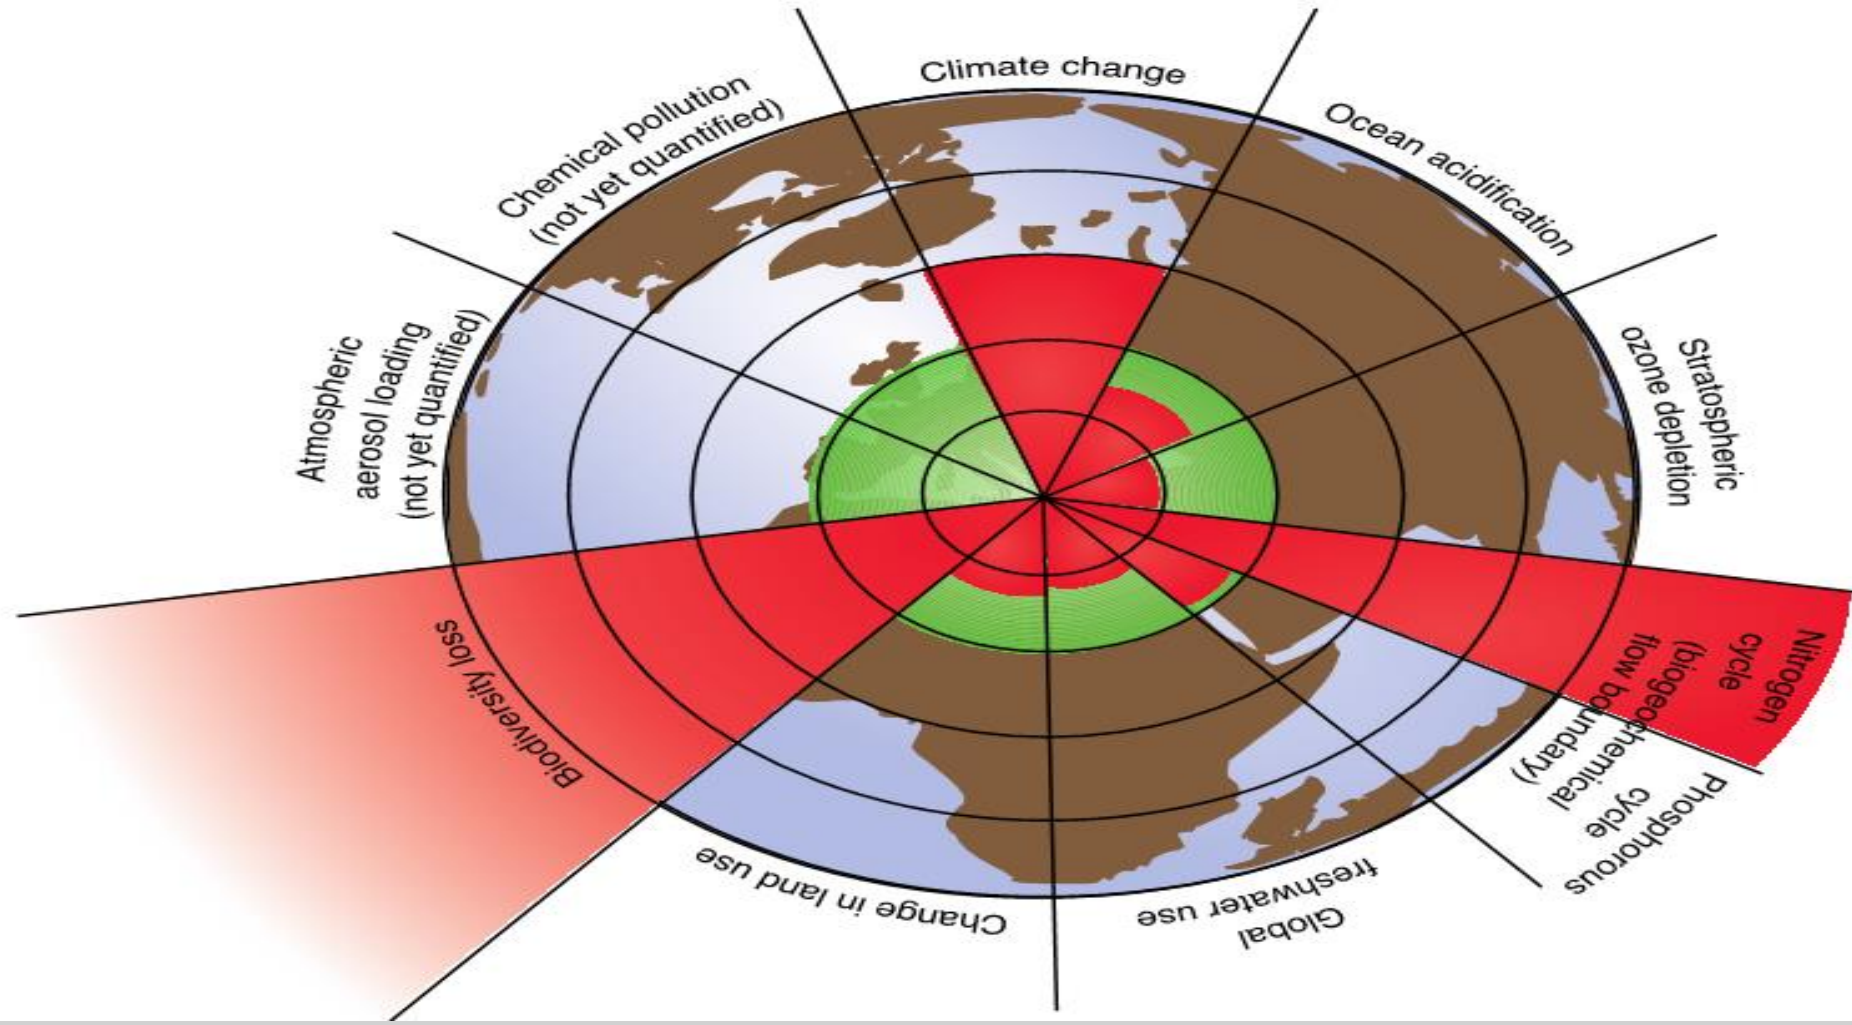 Climate change
Ocean acidification
Stratospheric
ozone depletion
Nitrogen
cycle
(biogeochemical
flow boundary)
Phosphorous
cycle
Global
freshwater use
Change in land use
Biodiversity loss
Atmospheric
aerosol loading
(not yet quantified)
Chemical pollution
(not yet quantified)